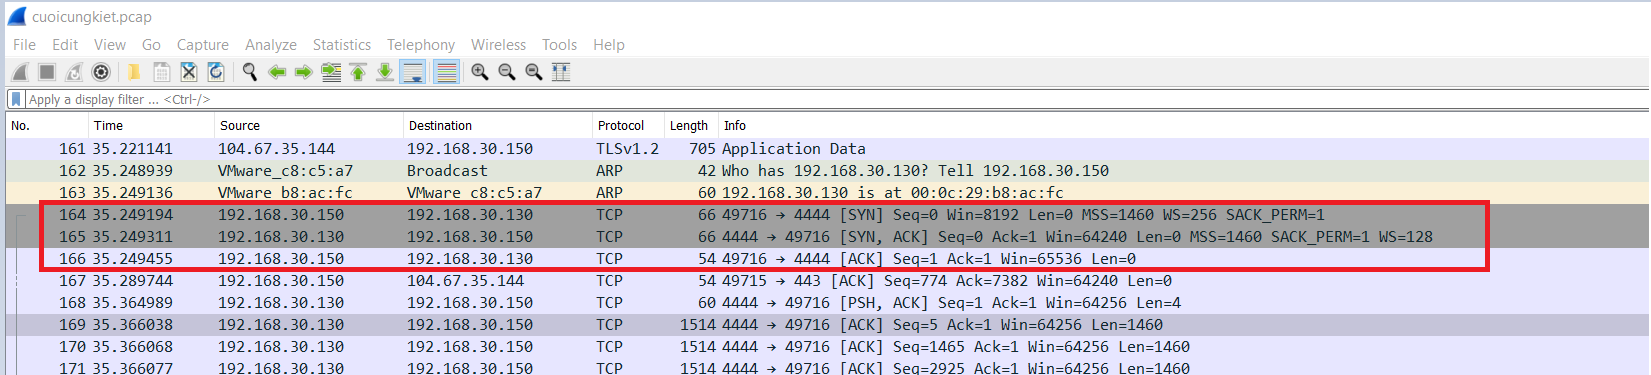 cuoicungkiet.pcap
File Edit View Go Capture Analyze Statistics Telephony Wireless Tools Help
Apply a display filter ... <Ctrl-/>
No. Time Source Destination Protocol Length Info
161 35.221141 104.67.35.144 192.168.30.150 TLSv1.2 705 Application Data
162 35.248939 VMware_c8:c5:a7 Broadcast ARP 42 Who has 192.168.30.130? Tell 192.168.30.150
163 35.249136 VMware_b8:ac:fc VMware_c8:c5:a7 ARP 60 192.168.30.130 is at 00:0c:29:b8:ac:fc
164 35.249194 192.168.30.150 192.168.30.130 TCP 66 49716 → 4444 [SYN] Seq=0 Win=8192 Len=0 MSS=1460 WS=256 SACK_PERM=1
165 35.249311 192.168.30.130 192.168.30.150 TCP 66 4444 → 49716 [SYN, ACK] Seq=0 Ack=1 Win=64240 Len=0 MSS=1460 SACK_PERM=1 WS=128
166 35.249455 192.168.30.150 192.168.30.130 TCP 54 49716 → 4444 [ACK] Seq=1 Ack=1 Win=65536 Len=0
167 35.289744 192.168.30.150 104.67.35.144 TCP 54 49715 → 443 [ACK] Seq=774 Ack=7382 Win=64240 Len=0
168 35.364989 192.168.30.130 192.168.30.150 TCP 60 4444 → 49716 [PSH, ACK] Seq=1 Ack=1 Win=64256 Len=4
169 35.366038 192.168.30.130 192.168.30.150 TCP 1514 4444 → 49716 [ACK] Seq=5 Ack=1 Win=64256 Len=1460
170 35.366068 192.168.30.130 192.168.30.150 TCP 1514 4444 → 49716 [ACK] Seq=1465 Ack=1 Win=64256 Len=1460
171 35.366077 192.168.30.130 192.168.30.150 TCP 1514 4444 → 49716 [ACK] Seq=2925 Ack=1 Win=64256 Len=1460